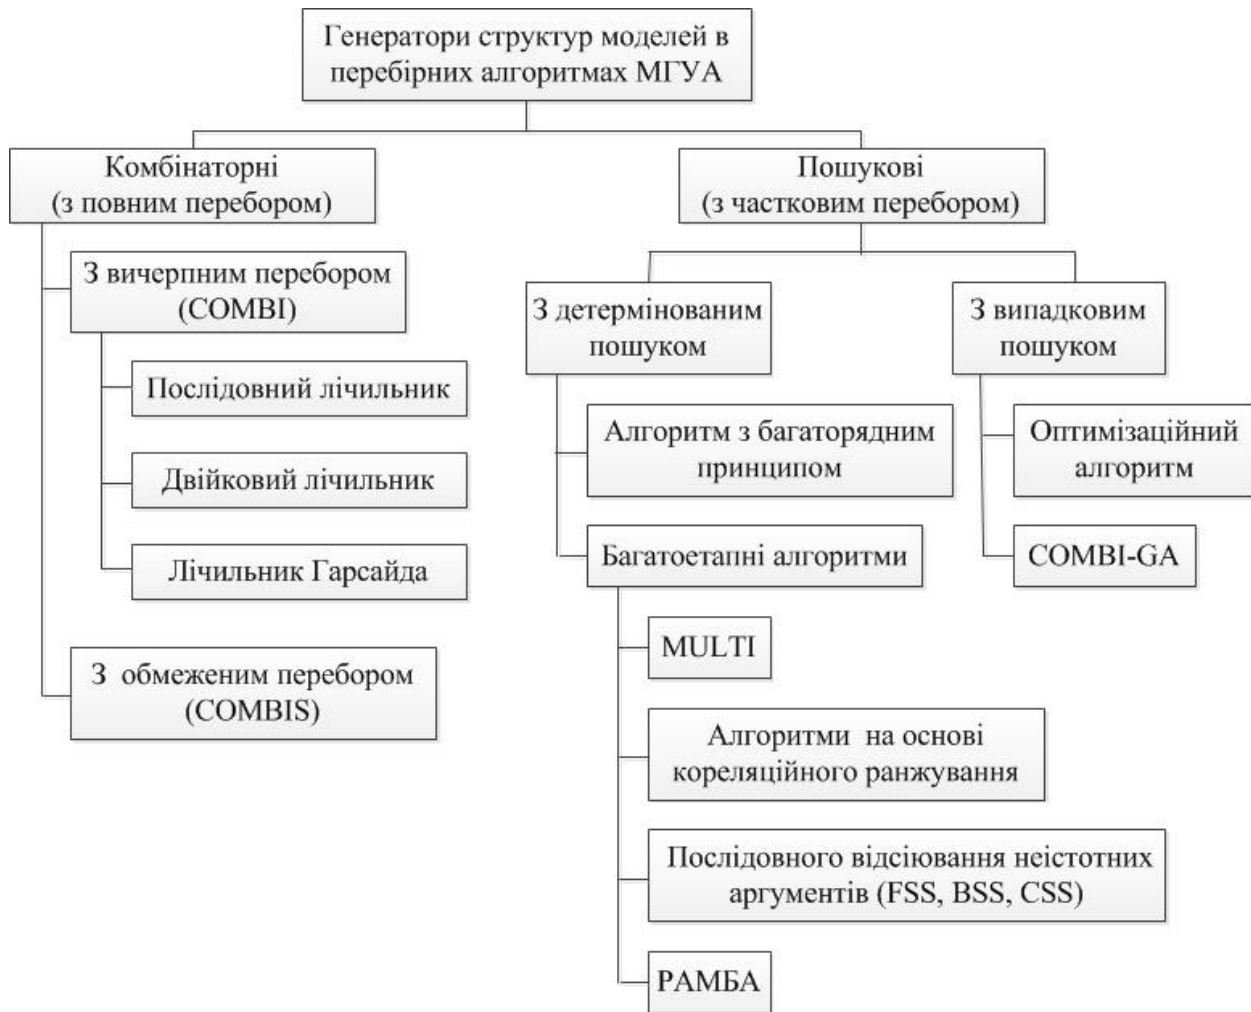 Генератори структур моделей в
перебірних алгоритмах МГУА
Комбінаторні
(з повним перебором)
З вичерпним перебором
(COMBI)
Послідовний лічильник
Двійковий лічильник
Лічильник Гарсайда
З обмеженим перебором
(COMBIS)
Пошукові
(з частковим перебором)
З детермінованим
пошуком
Алгоритм з багаторядним
принципом
Багатоетапні алгоритми
MULTI
Алгоритми на основі
кореляційного ранжування
Послідовного відсіювання неістотних
аргументів (FSS, BSS, CSS)
РАМБА
З випадковим
пошуком
Оптимізаційний
алгоритм
COMBI-GA